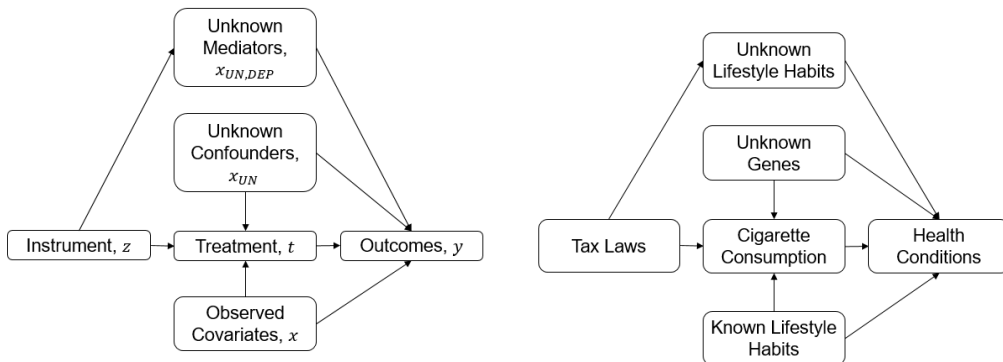 Unknown
Mediators,
x_{UN,DEP}
Unknown
Confounders,
x_{UN}
Instrument, z
Treatment, t
Outcomes, y
Observed
Covariates, x
Unknown
Lifestyle Habits
Unknown
Genes
Tax Laws
Cigarette
Consumption
Health
Conditions
Known Lifestyle
Habits